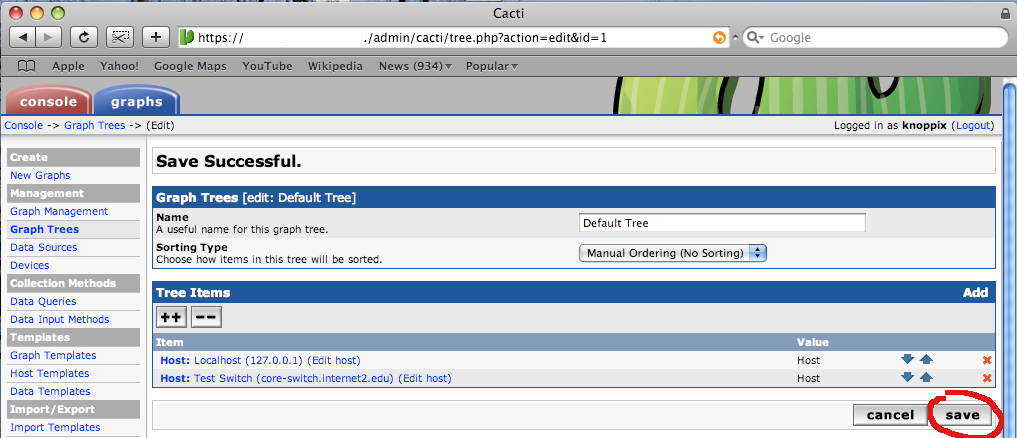 Cacti
https:// ./admin/cacti/tree.php?action=edit&id=1
Google
Apple Yahoo! Google Maps YouTube Wikipedia News (934) Popular
console graphs
Console -> Graph Trees -> (Edit)
Logged in as knoppix (Logout)
Create
New Graphs
Management
Graph Management
Graph Trees
Data Sources
Devices
Collection Methods
Data Queries
Data Input Methods
Templates
Graph Templates
Host Templates
Data Templates
Import/Export
Import Templates
Save Successful.
Graph Trees [edit: Default Tree]
Name
A useful name for this graph tree.
Default Tree
Sorting Type
Choose how items in this tree will be sorted.
Manual Ordering (No Sorting)
Tree Items Add
++ --
Item Value
Host: Localhost (127.0.0.1) (Edit host) Host
Host: Test Switch (core-switch.internet2.edu) (Edit host) Host
cancel save